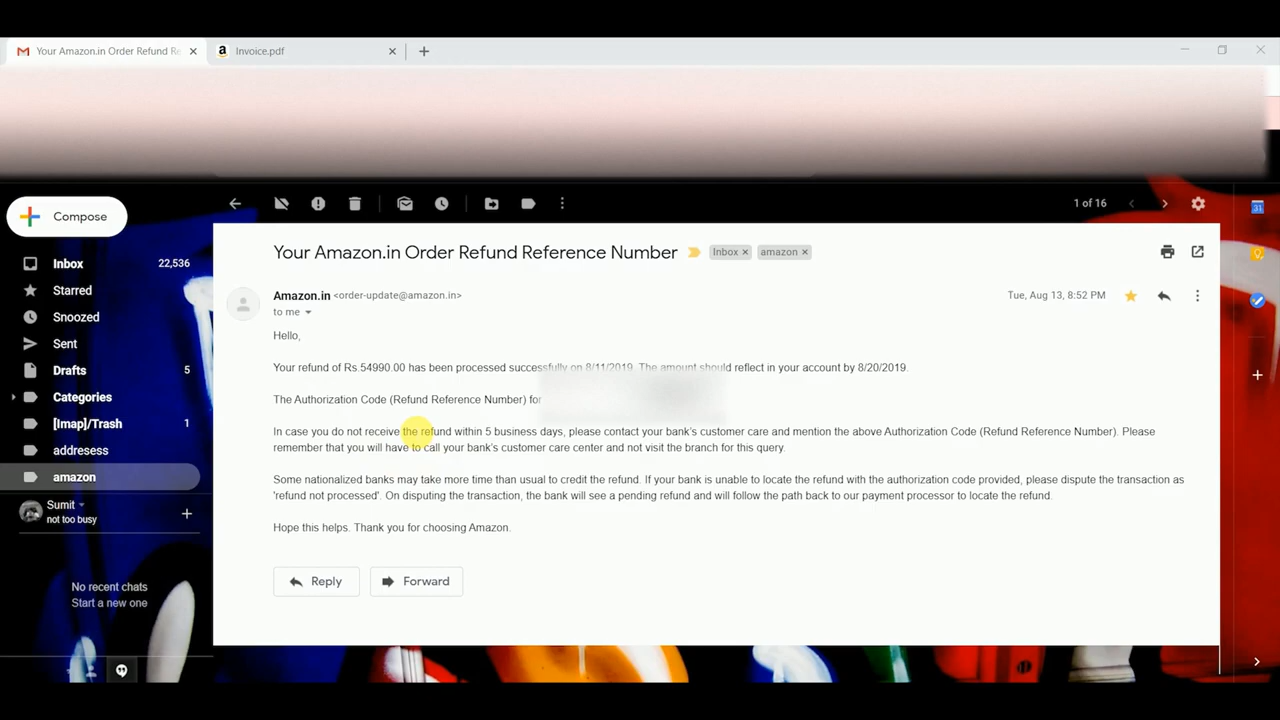 Your Amazon.in Order Refund Re
Invoice.pdf
Compose
1 of 16
31
Inbox 22,536
Starred
Snoozed
Sent
Drafts 5
Categories
[Imap]/Trash 1
addresess
amazon
Sumit
not too busy
No recent chats
Start a new one
Your Amazon.in Order Refund Reference Number Inbox amazon
Amazon.in <order-update@amazon.in> Tue, Aug 13, 8:52 PM
to me
Hello,
Your refund of Rs.54990.00 has been processed successfully on 8/11/2019. The amount should reflect in your account by 8/20/2019.
The Authorization Code (Refund Reference Number) for
In case you do not receive the refund within 5 business days, please contact your bank's customer care and mention the above Authorization Code (Refund Reference Number). Please
remember that you will have to call your bank's customer care center and not visit the branch for this query.
Some nationalized banks may take more time than usual to credit the refund. If your bank is unable to locate the refund with the authorization code provided, please dispute the transaction as
'refund not processed'. On disputing the transaction, the bank will see a pending refund and will follow the path back to our payment processor to locate the refund.
Hope this helps. Thank you for choosing Amazon.
Reply Forward